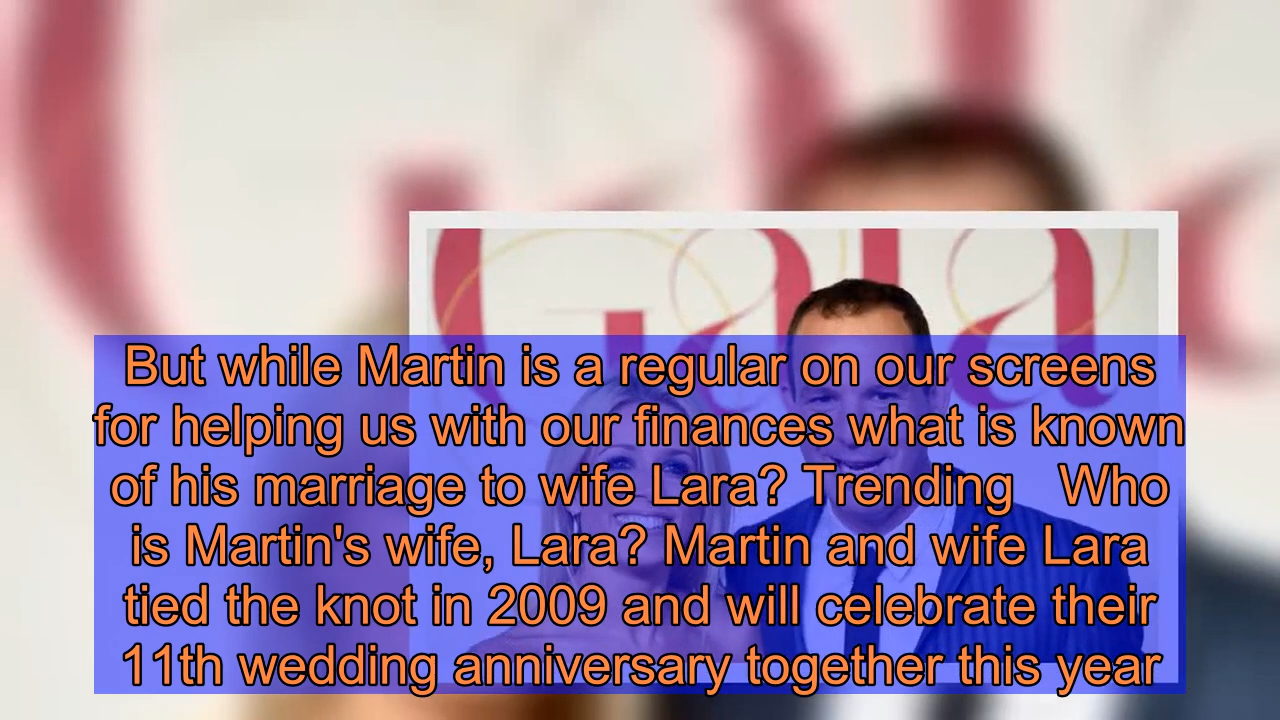 Gala
But while Martin is a regular on our screens
for helping us with our finances what is known
of his marriage to wife Lara? Trending   Who
is Martin's wife, Lara? Martin and wife Lara
tied the knot in 2009 and will celebrate their
11th wedding anniversary together this year